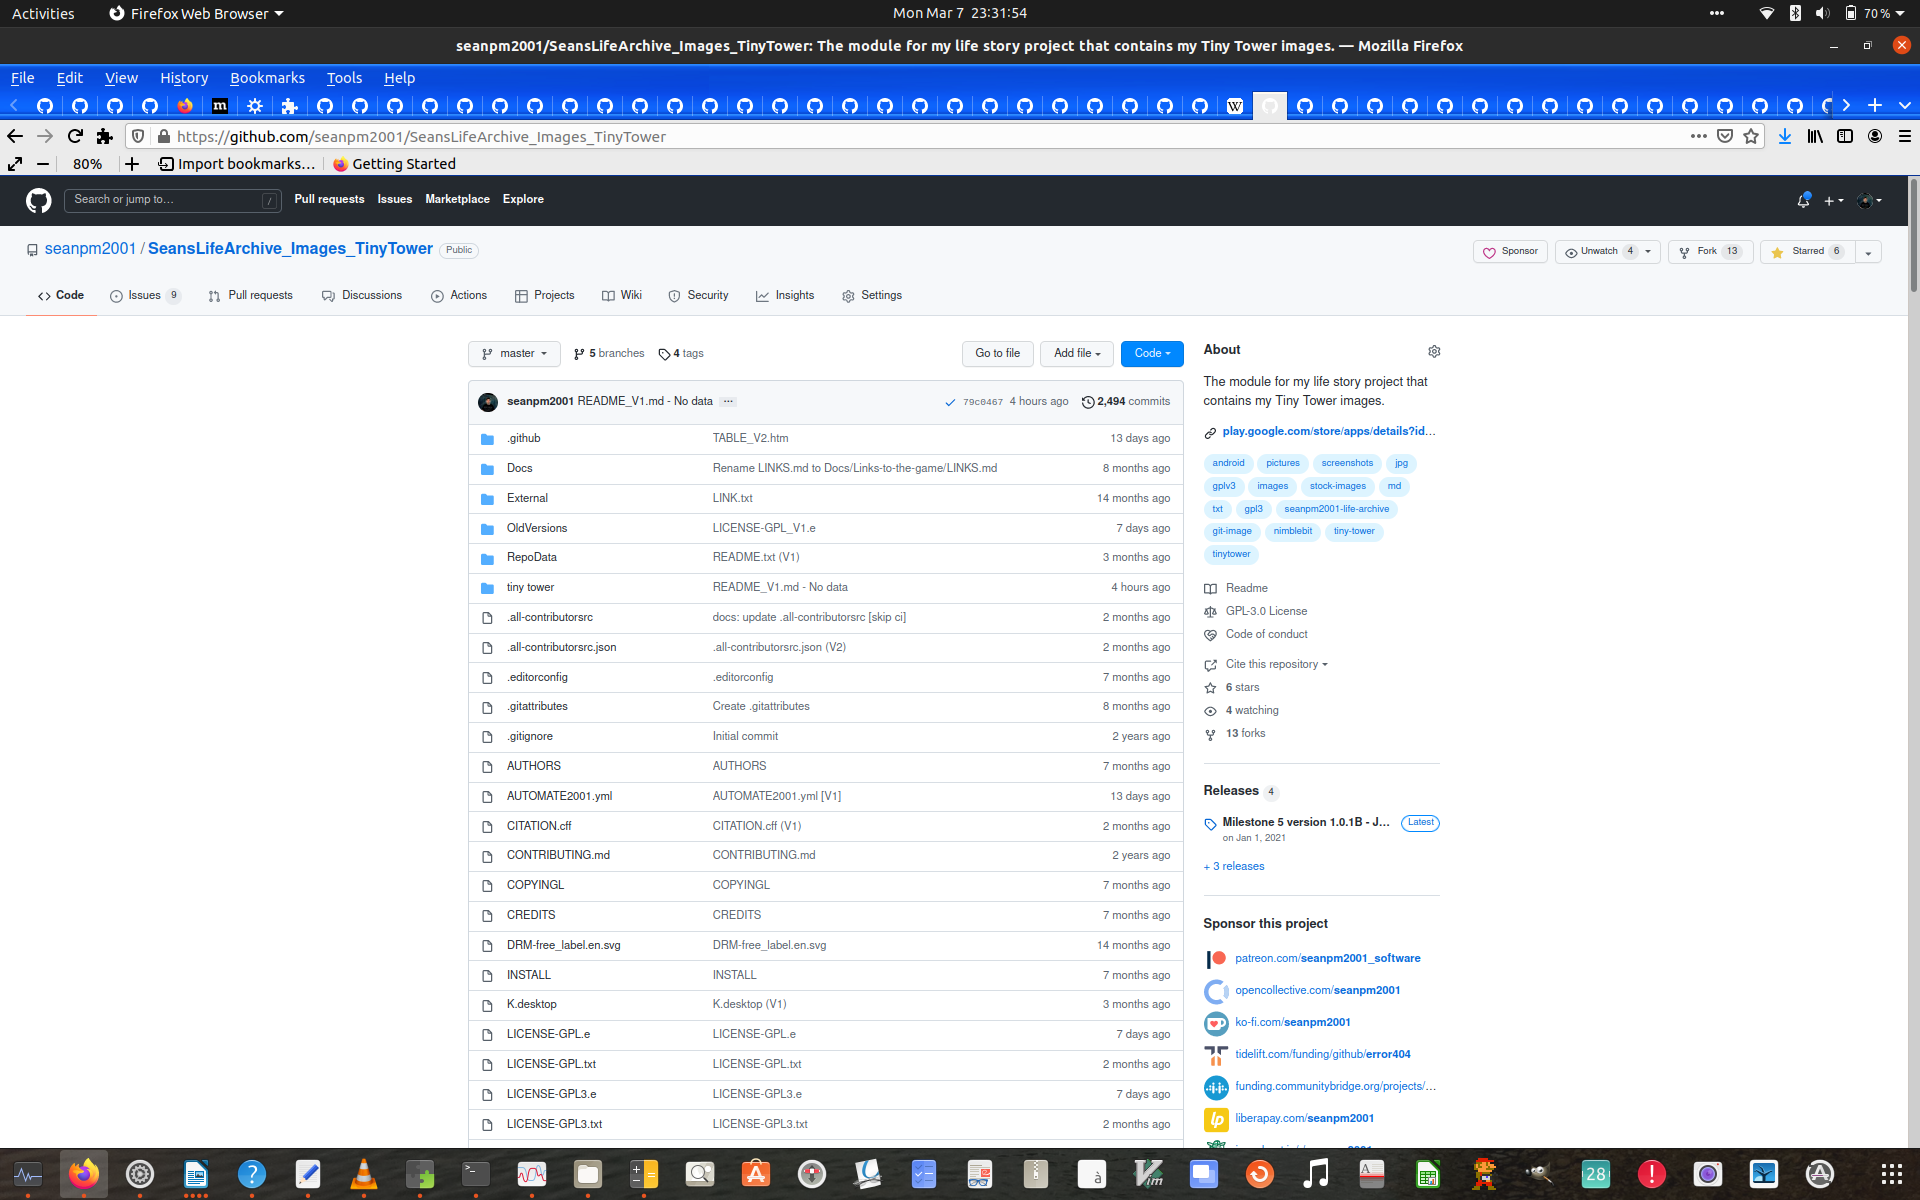 Activities Firefox Web Browser Mon Mar 7 23:31:54 70 %
seanpm2001/SeansLifeArchive_Images_TinyTower: The module for my life story project that contains my Tiny Tower images. — Mozilla Firefox
File Edit View History Bookmarks Tools Help
https://github.com/seanpm2001/SeansLifeArchive_Images_TinyTower
80% Import bookmarks... Getting Started
Search or jump to... / Pull requests Issues Marketplace Explore
seanpm2001 / SeansLifeArchive_Images_TinyTower Public Sponsor Unwatch 4 Fork 13 Starred 6
Code Issues 9 Pull requests Discussions Actions Projects Wiki Security Insights Settings
master 5 branches 4 tags Go to file Add file Code
seanpm2001 README_V1.md - No data ... 79c0467 4 hours ago 2,494 commits
.github TABLE_V2.htm 13 days ago
Docs Rename LINKS.md to Docs/Links-to-the-game/LINKS.md 8 months ago
External LINK.txt 14 months ago
OldVersions LICENSE-GPL_V1.e 7 days ago
RepoData README.txt (V1) 3 months ago
tiny tower README_V1.md - No data 4 hours ago
.all-contributorsrc docs: update .all-contributorsrc [skip ci] 2 months ago
.all-contributorsrc.json .all-contributorsrc.json (V2) 2 months ago
.editorconfig .editorconfig 7 months ago
.gitattributes Create .gitattributes 8 months ago
.gitignore Initial commit 2 years ago
AUTHORS AUTHORS 7 months ago
AUTOMATE2001.yml AUTOMATE2001.yml [V1] 13 days ago
CITATION.cff CITATION.cff (V1) 2 months ago
CONTRIBUTING.md CONTRIBUTING.md 2 years ago
COPYINGL COPYINGL 7 months ago
CREDITS CREDITS 7 months ago
DRM-free_label.en.svg DRM-free_label.en.svg 14 months ago
INSTALL INSTALL 7 months ago
K.desktop K.desktop (V1) 3 months ago
LICENSE-GPL.e LICENSE-GPL.e 7 days ago
LICENSE-GPL.txt LICENSE-GPL.txt 2 months ago
LICENSE-GPL3.e LICENSE-GPL3.e 7 days ago
LICENSE-GPL3.txt LICENSE-GPL3.txt 2 months ago
About
The module for my life story project that
contains my Tiny Tower images.
play.google.com/store/apps/details?id...
android pictures screenshots jpg
gplv3 images stock-images md
txt gpl3 seanpm2001-life-archive
git-image nimblebit tiny-tower
tinytower
Readme
GPL-3.0 License
Code of conduct
Cite this repository
6 stars
4 watching
13 forks
Releases 4
Milestone 5 version 1.0.1B - J... Latest
on Jan 1, 2021
+ 3 releases
Sponsor this project
patreon.com/seanpm2001_software
opencollective.com/seanpm2001
ko-fi.com/seanpm2001
tidelift.com/funding/github/error404
funding.communitybridge.org/projects/...
liberapay.com/seanpm2001
28